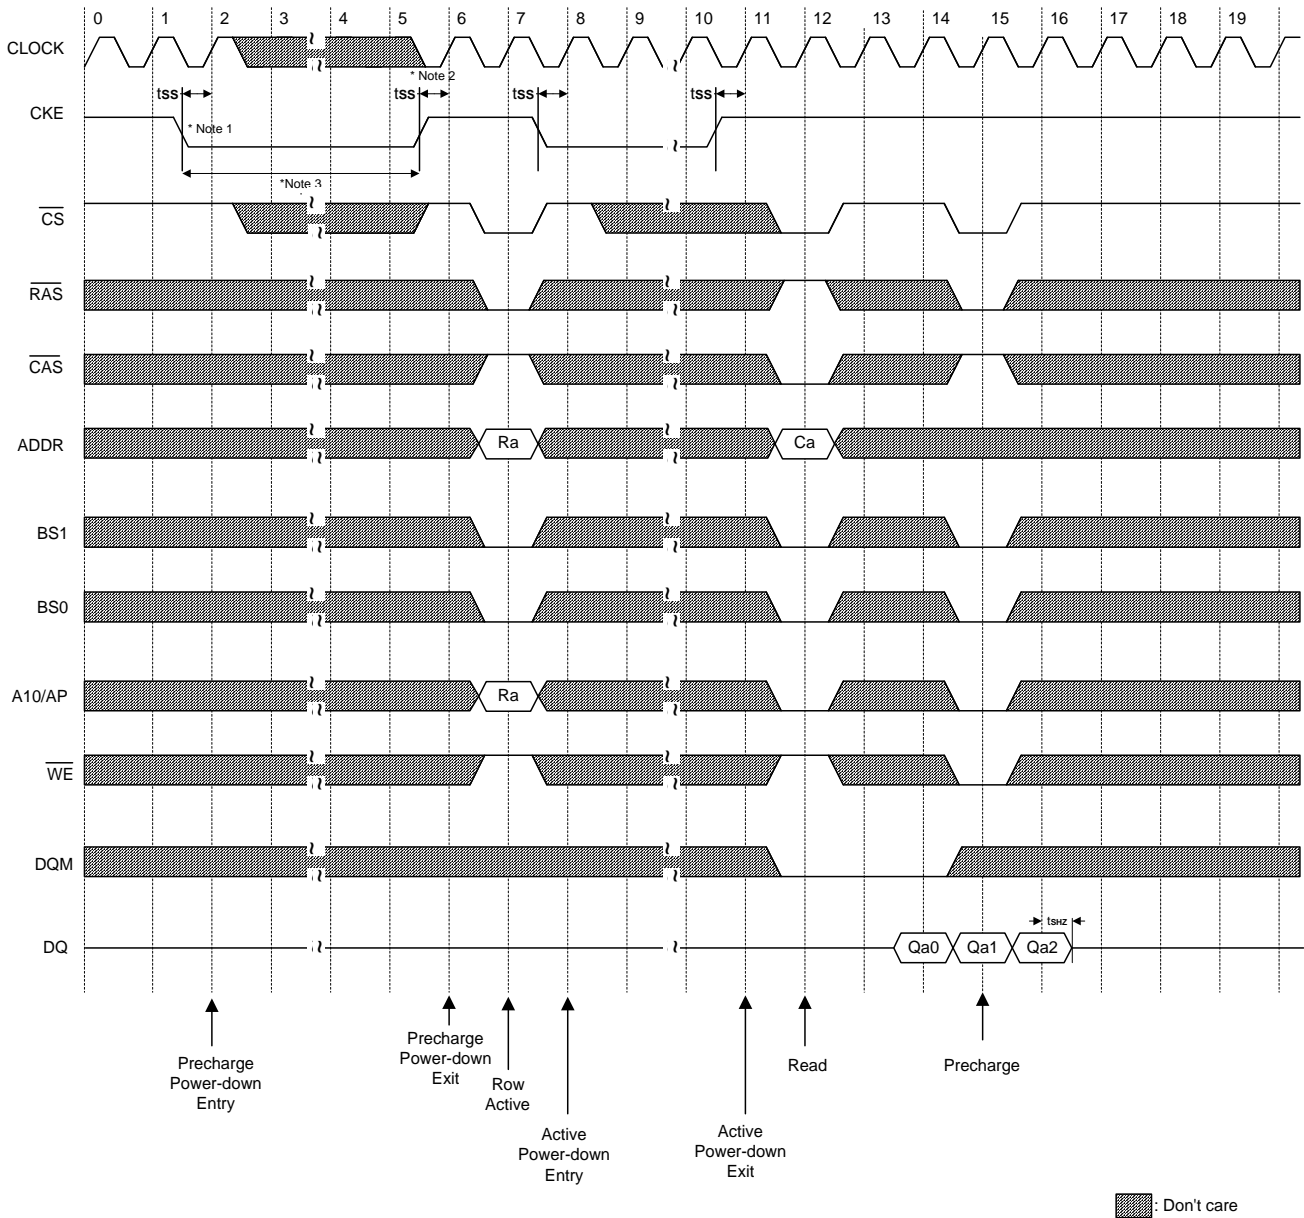 0 1 2 3 4 5 6 7 8 9 10 11 12 13 14 15 16 17 18 19
CLOCK
* Note 2
tss tss tss tss
CKE
* Note 1
*Note 3
CS
RAS
CAS
ADDR Ra Ca
BS1
BS0
A10/AP Ra
WE
DQM
tSHZ
DQ Qa0 Qa1 Qa2
Precharge
Power-down
Entry
Precharge
Power-down
Exit
Row
Active
Active
Power-down
Entry
Active
Power-down
Exit
Read
Precharge
: Don't care